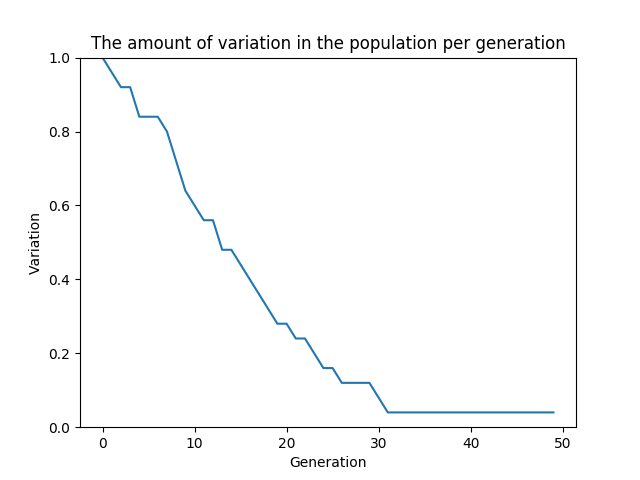 The amount of variation in the population per generation
1.0
0.8
0.6
0.4
0.2
0.0
Variation
0 10 20 30 40 50
Generation